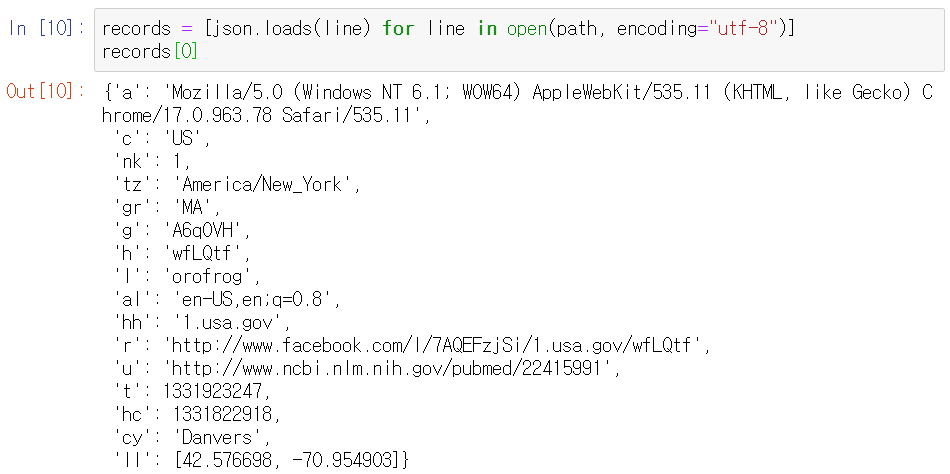 In [10]: records = [json.loads(line) for line in open(path, encoding="utf-8")]
records[0]
Out[10]: {'a': 'Mozilla/5.0 (Windows NT 6.1; WOW64) AppleWebKit/535.11 (KHTML, like Gecko) C
hrome/17.0.963.78 Safari/535.11',
'c': 'US',
'nk': 1,
'tz': 'America/New_York',
'gr': 'MA',
'g': 'A6qOVH',
'h': 'wfLQtf',
'l': 'orofrog',
'al': 'en-US,en;q=0.8',
'hh': '1.usa.gov',
'r': 'http://www.facebook.com/l/7AQEFzjSi/1.usa.gov/wfLQtf',
'u': 'http://www.ncbi.nlm.nih.gov/pubmed/22415991',
't': 1331923247,
'hc': 1331822918,
'cy': 'Danvers',
'll': [42.576698, -70.954903]}